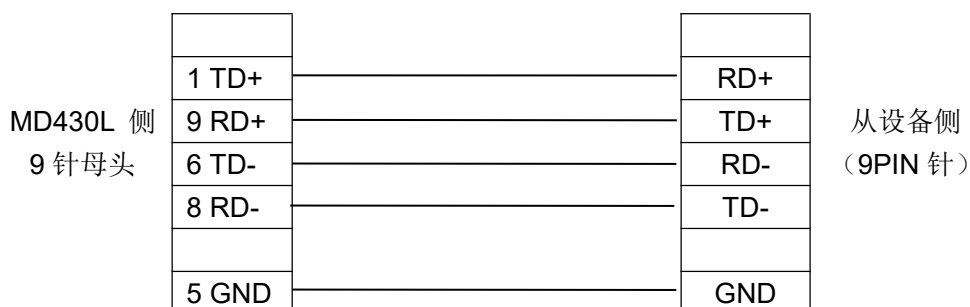 1 TD+
RD+
MD430L 侧
9 RD+
TD+
从设备侧
9 针母头
6 TD-
RD-
(9PIN 针)
8 RD-
TD-
5 GND
GND